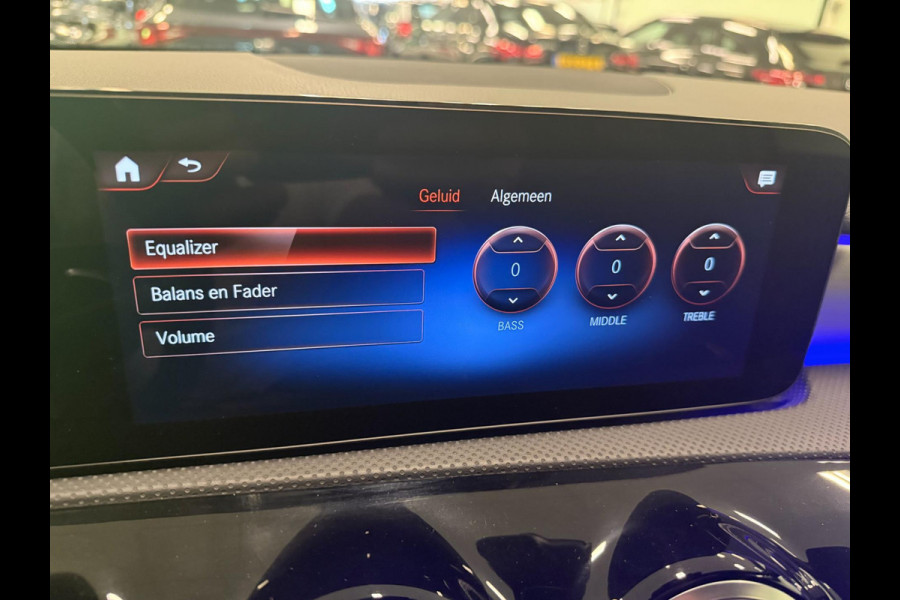 Geluid Algemeen
Equalizer
Balans en Fader
Volume
0 0 0
BASS MIDDLE TREBLE